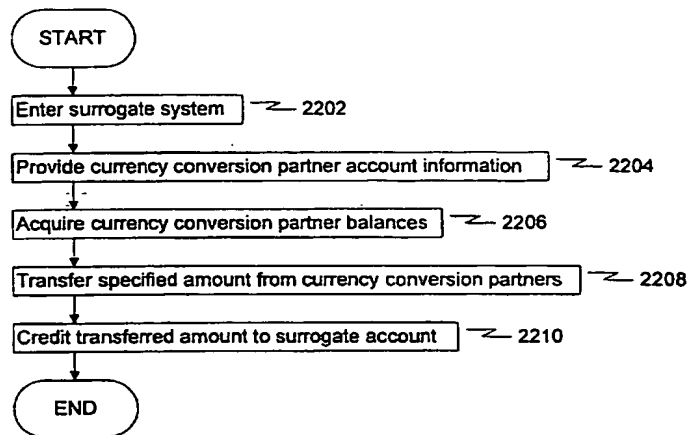 START
Enter surrogate system 2202
Provide currency conversion partner account information 2204
Acquire currency conversion partner balances 2206
Transfer specified amount from currency conversion partners 2208
Credit transferred amount to surrogate account 2210
END